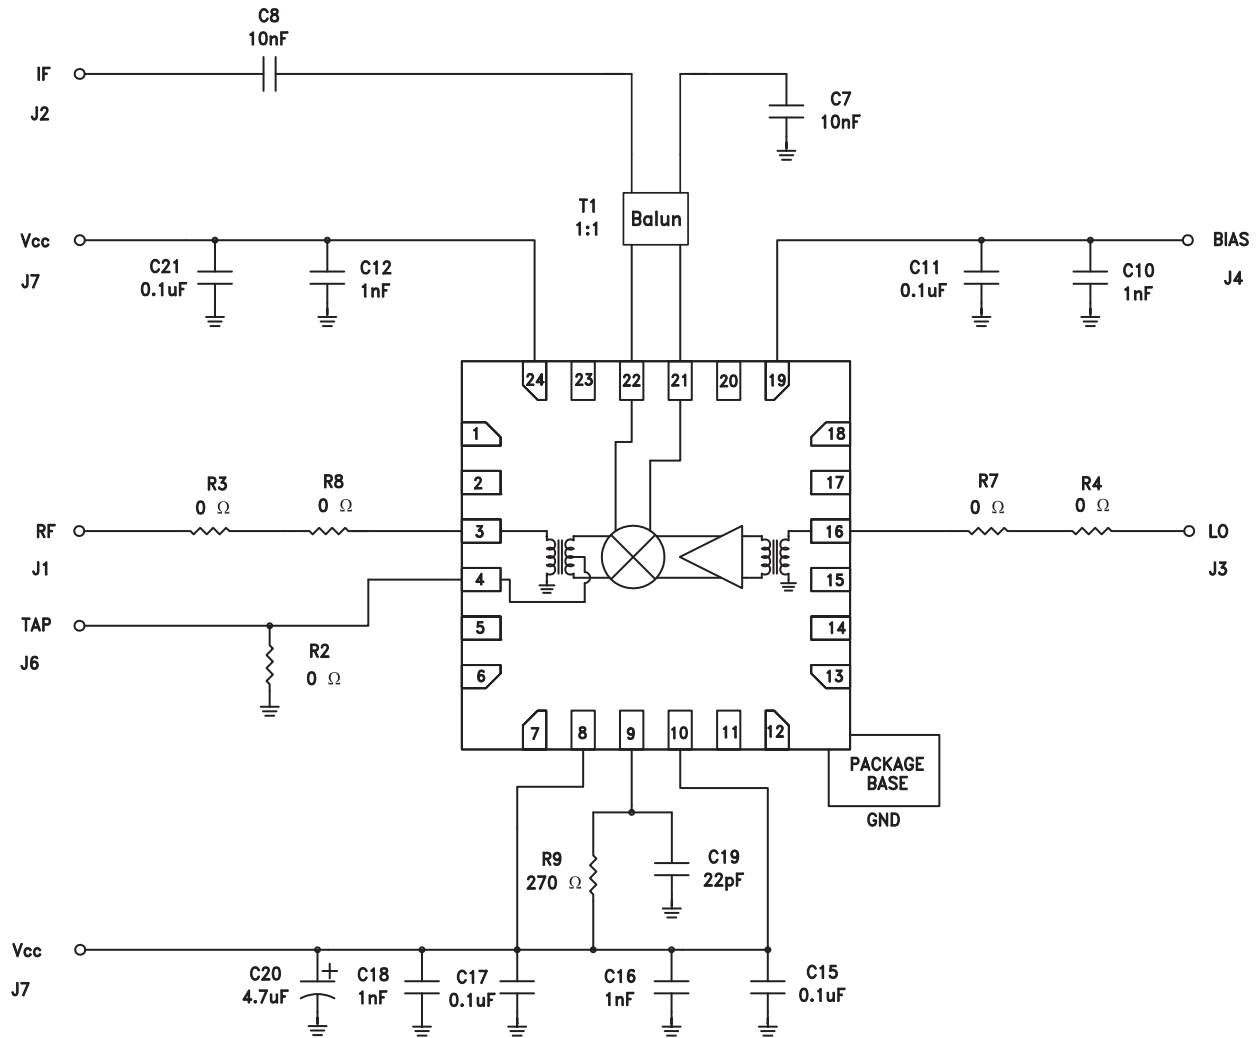 C8
10nF
IF
J2
C7
10nF
T1
1:1
Balun
Vcc
J7
C21
0.1uF
C12
1nF
C11
0.1uF
C10
1nF
BIAS
J4
24
23
22
21
20
19
1
18
2
17
R3
0 Ω
R8
0 Ω
R7
0 Ω
R4
0 Ω
RF
J1
3
16
LO
J3
4
15
TAP
J6
R2
0 Ω
5
14
6
13
7
8
9
10
11
12
PACKAGE
BASE
GND
R9
270 Ω
C19
22pF
Vcc
J7
C20
4.7uF
+
C18
1nF
C17
0.1uF
C16
1nF
C15
0.1uF